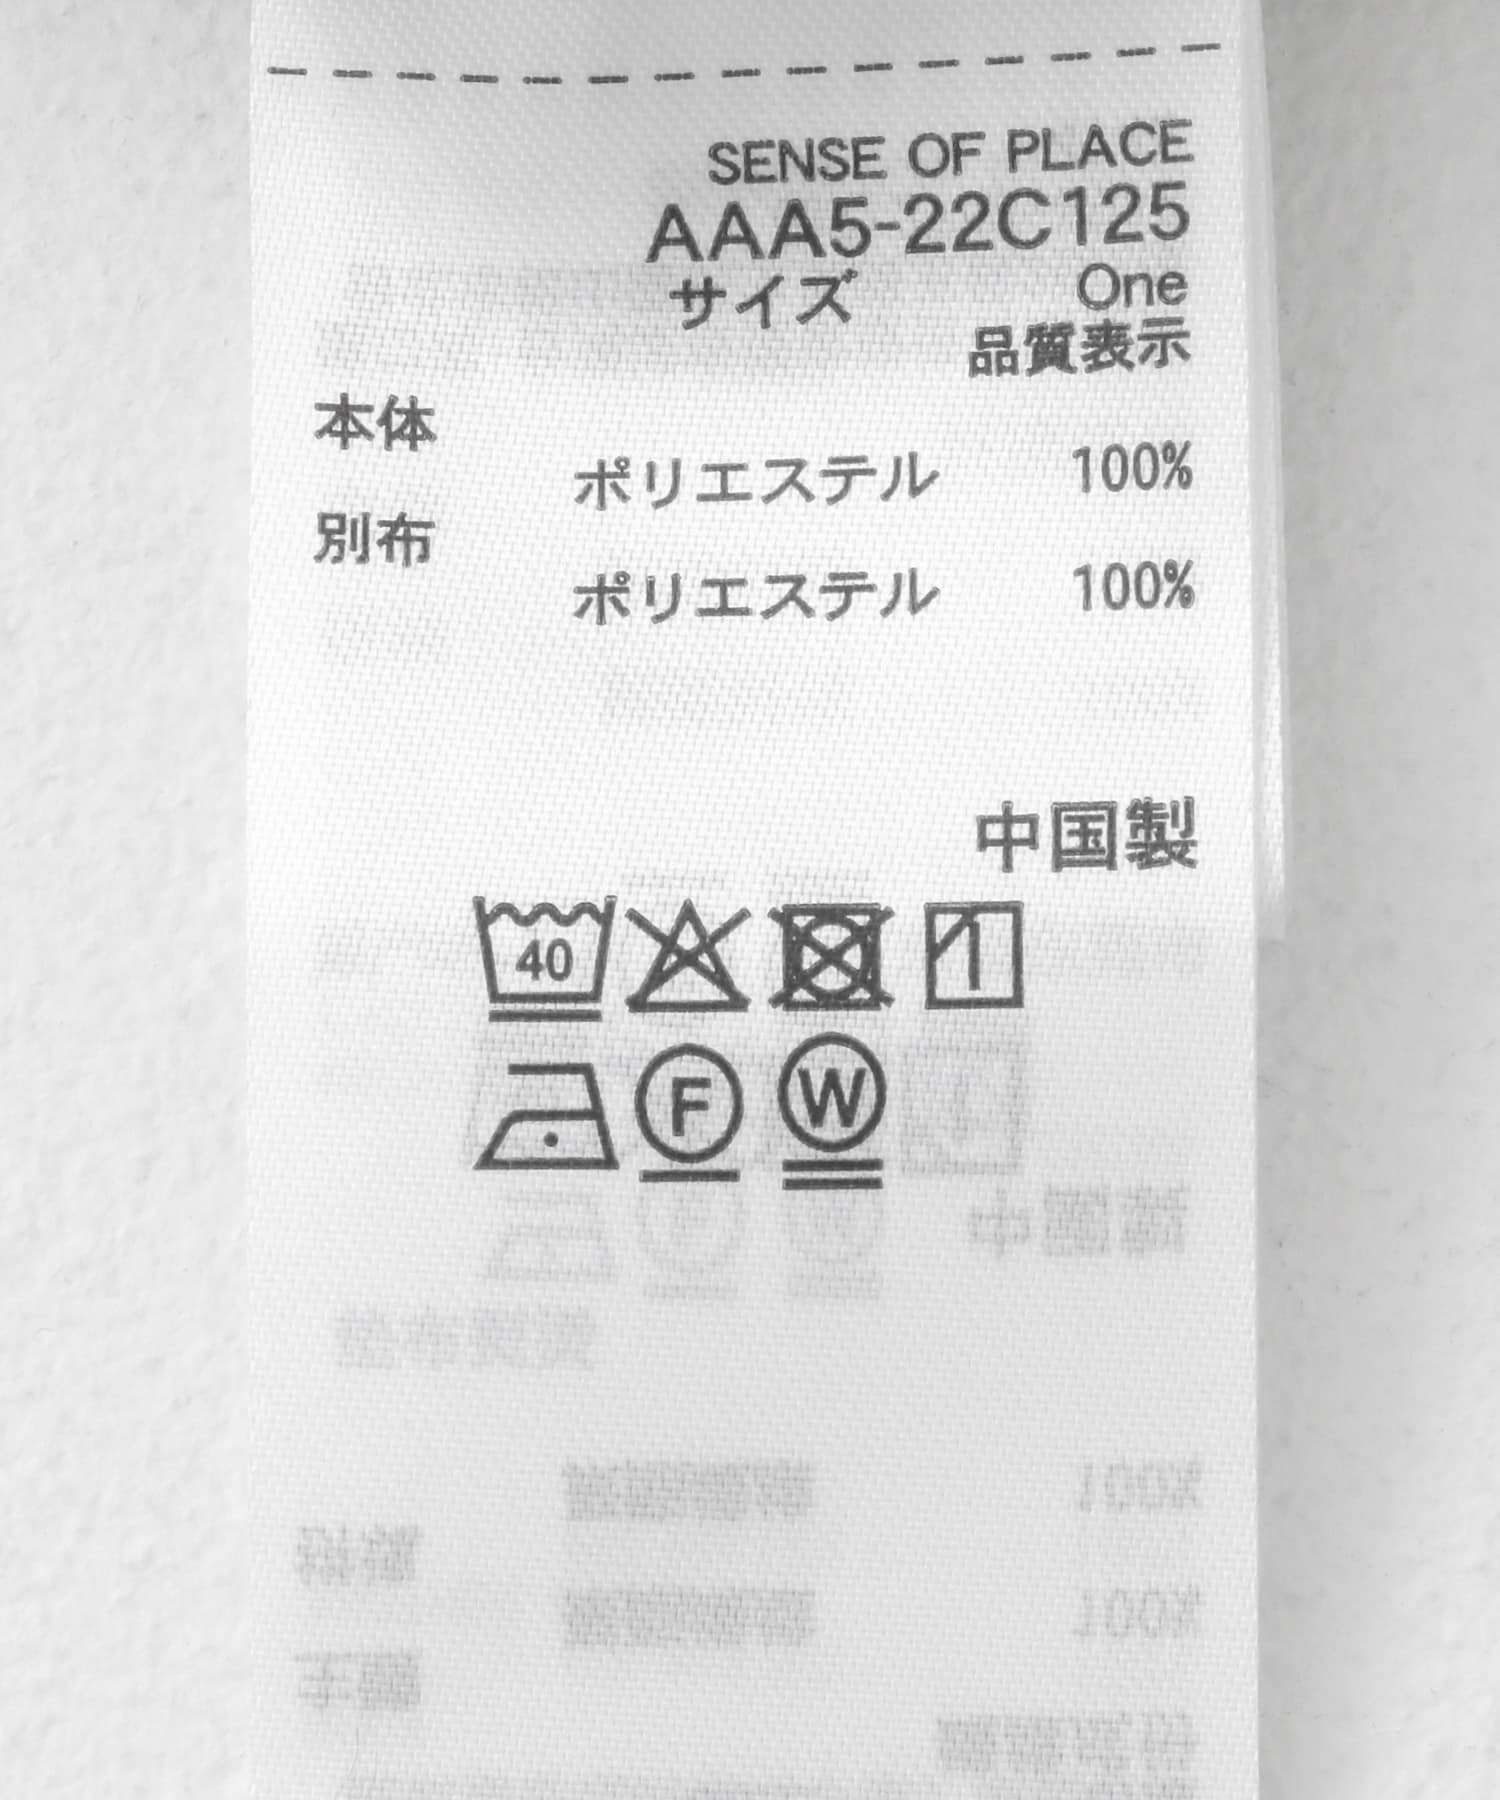 SENSE OF PLACE
AAA5-22C125
サイズ One
品質表示
本体
ポリエステル 100%
別布
ポリエステル 100%
中国製
40
F
W